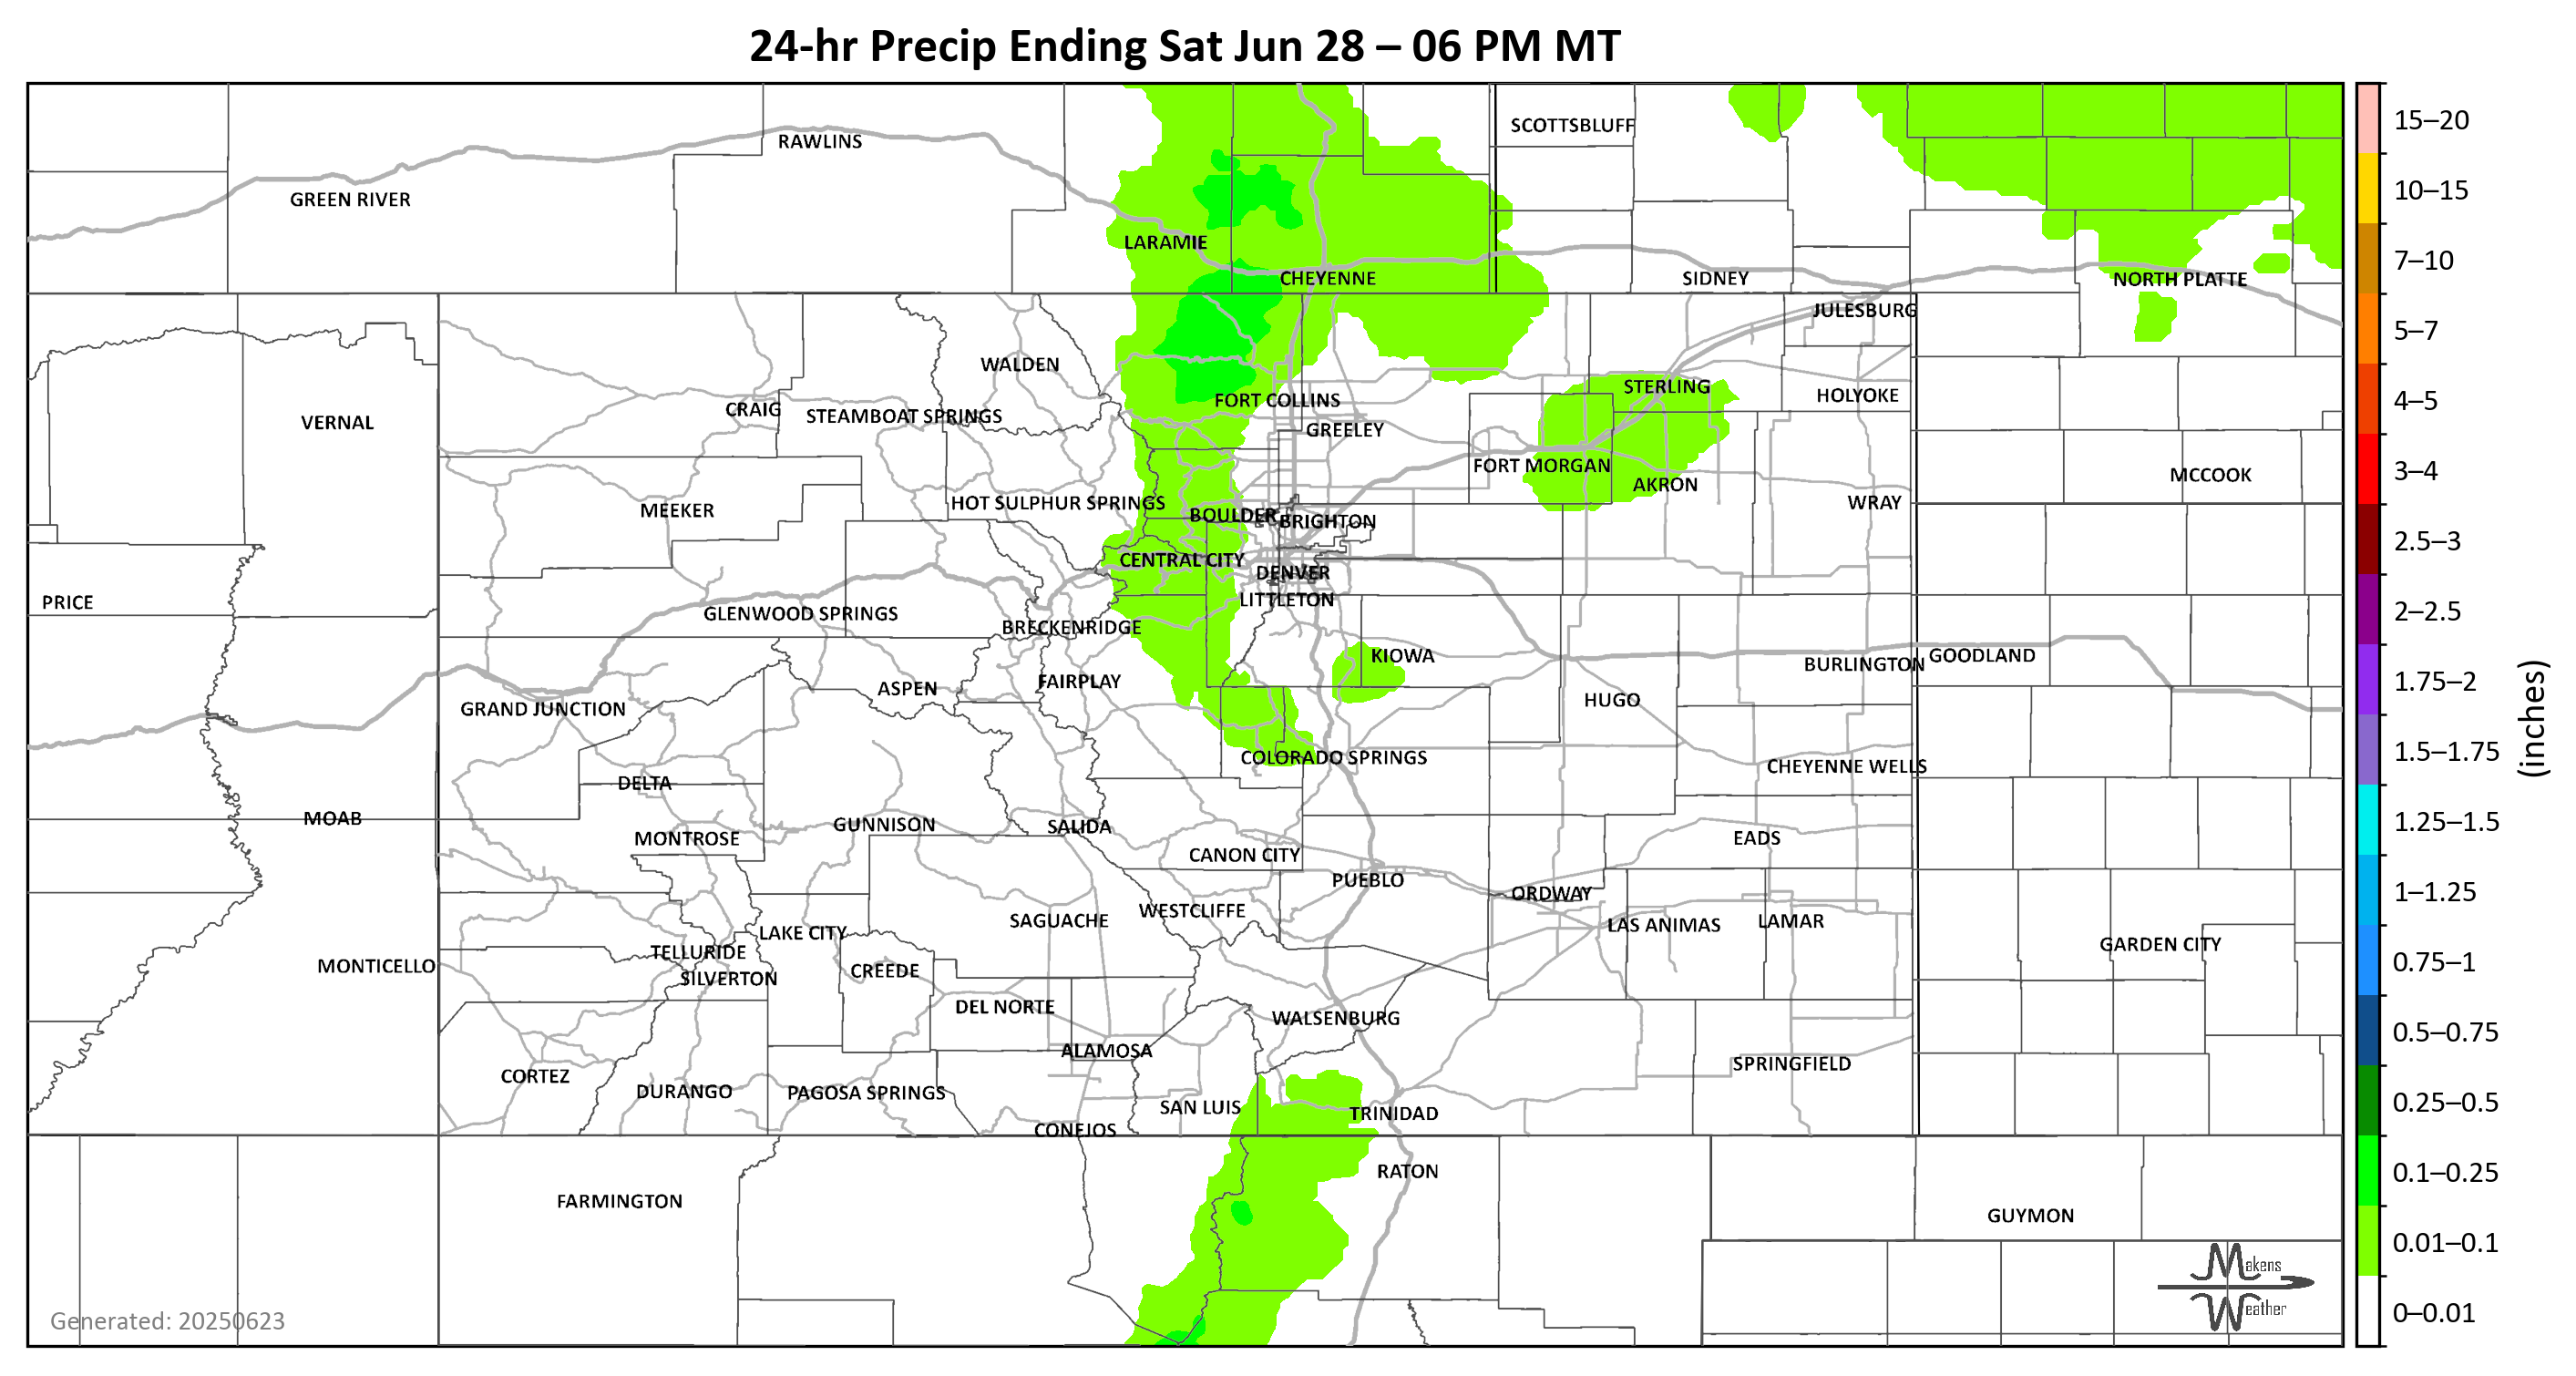 24-hr Precip Ending Sat Jun 28 – 06 PM MT
SCOTTSBLUFF
RAWLINS
GREEN RIVER
LARAMIE
CHEYENNE
SIDNEY
NORTH PLATTE
JULESBURG
WALDEN
STERLING
HOLYOKE
FORT COLLINS
CRAIG
STEAMBOAT SPRINGS
VERNAL
GREELEY
FORT MORGAN
MCCOOK
AKRON
HOT SULPHUR SPRINGS
WRAY
MEEKER
BOULDER
BRIGHTON
CENTRAL CITY
DENVER
LITTLETON
PRICE
GLENWOOD SPRINGS
BRECKENRIDGE
KIOWA
GOODLAND
BURLINGTON
FAIRPLAY
ASPEN
HUGO
GRAND JUNCTION
COLORADO SPRINGS
CHEYENNE WELLS
DELTA
MOAB
GUNNISON
SALIDA
MONTROSE
EADS
CANON CITY
PUEBLO
ORDWAY
WESTCLIFFE
SAGUACHE
LAS ANIMAS
LAMAR
LAKE CITY
GARDEN CITY
TELLURIDE
MONTICELLO
CREEDE
SILVERTON
DEL NORTE
WALSENBURG
ALAMOSA
SPRINGFIELD
CORTEZ
DURANGO
PAGOSA SPRINGS
SAN LUIS
TRINIDAD
CONEJOS
RATON
FARMINGTON
GUYMON
Makens
Weather
Generated: 20250623
15–20
10–15
7–10
5–7
4–5
3–4
2.5–3
2–2.5
1.75–2
1.5–1.75
1.25–1.5
1–1.25
0.75–1
0.5–0.75
0.25–0.5
0.1–0.25
0.01–0.1
0–0.01
(inches)